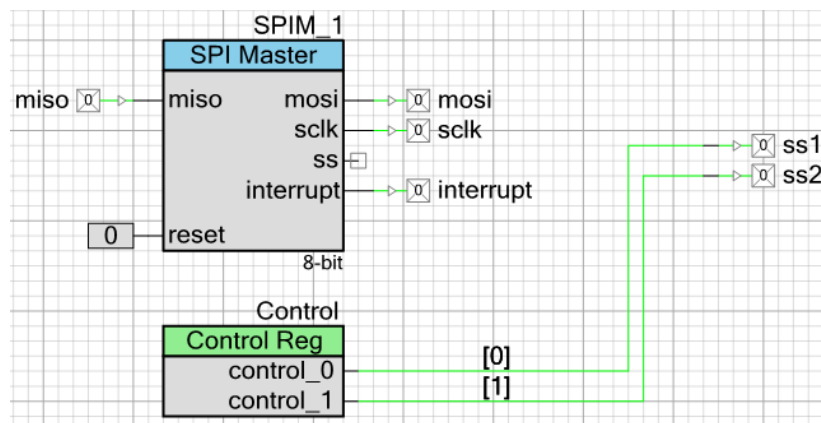 SPIM_1
SPI Master
miso 0 miso mosi 0 mosi
sclk 0 sclk
0 ss1
ss
0 ss2
interrupt 0 interrupt
0 reset
8-bit
Control
Control Reg
control_0 [0]
control_1 [1]